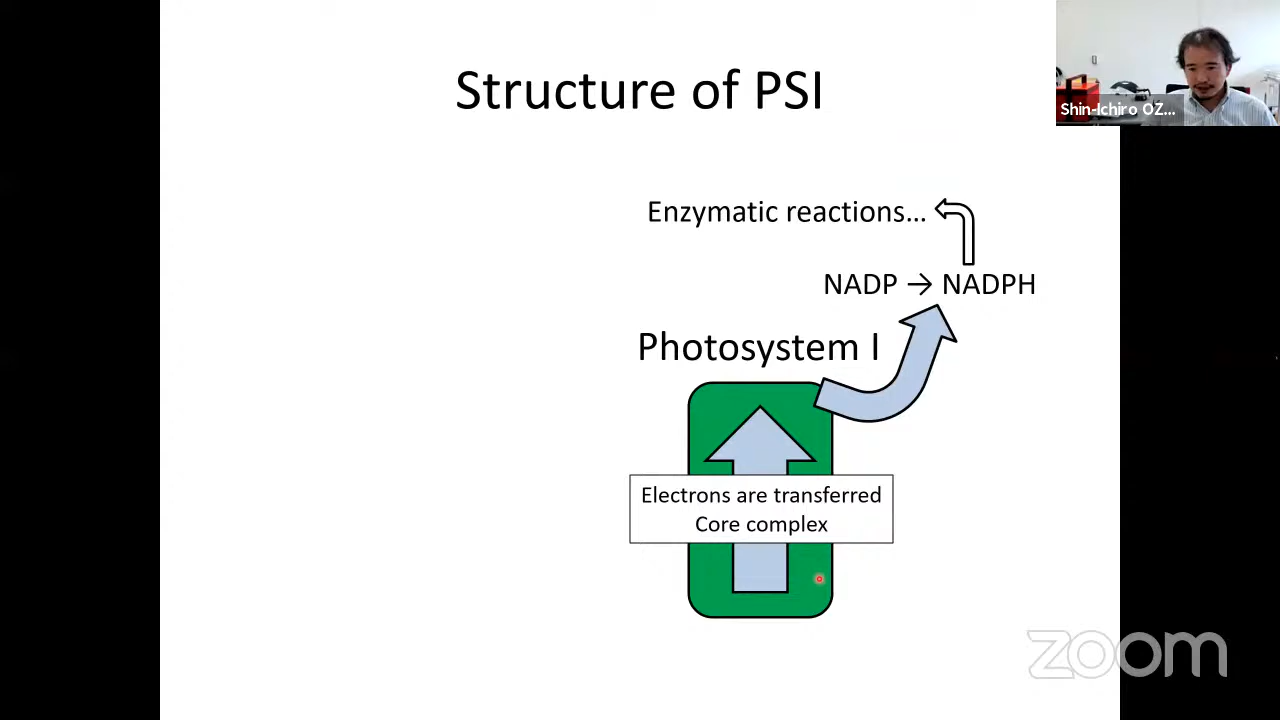 Structure of PSI
Shin-Ichiro OZ...
Enzymatic reactions...
NADP → NADPH
Photosystem I
Electrons are transferred
Core complex
zoom